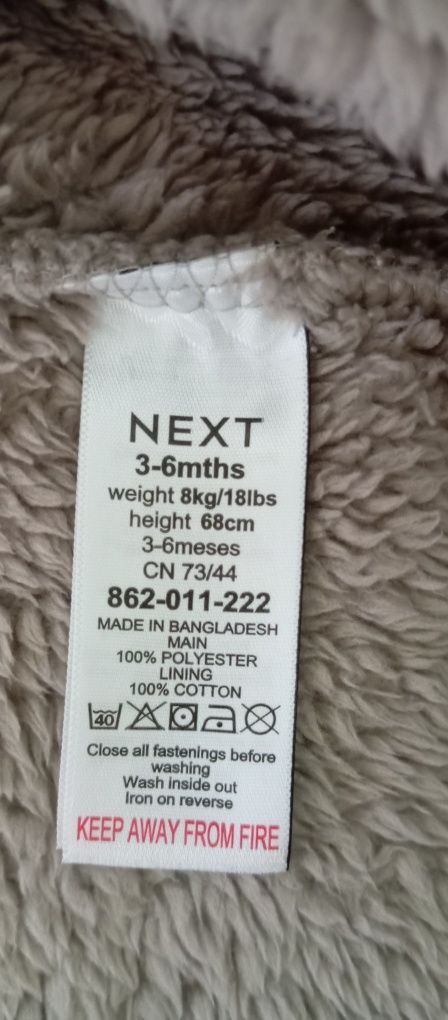 NEXT
3-6mths
weight 8kg/18lbs
height 68cm
3-6meses
CN 73/44
862-011-222
MADE IN BANGLADESH
MAIN
100% POLYESTER
LINING
100% COTTON
40
Close all fastenings before
washing
Wash inside out
Iron on reverse
KEEP AWAY FROM FIRE